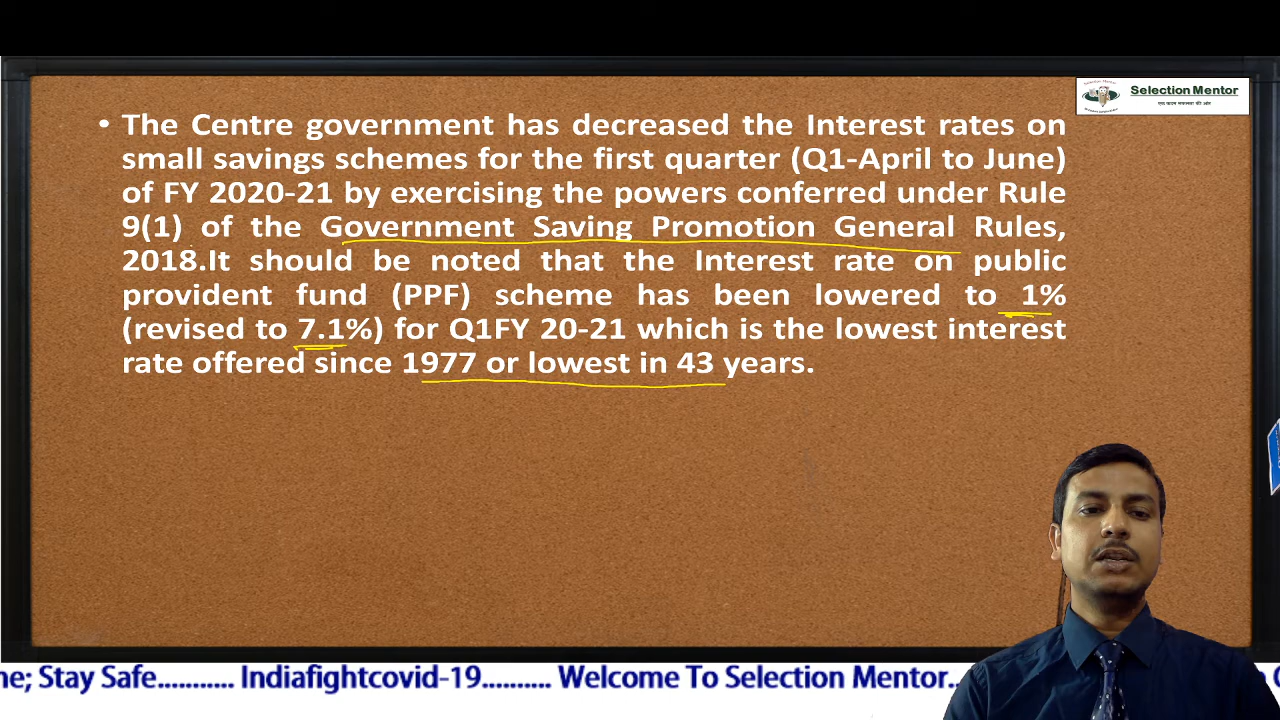 Selection Mentor
• The Centre government has decreased the Interest rates on
small savings schemes for the first quarter (Q1-April to June)
of FY 2020-21 by exercising the powers conferred under Rule
9(1) of the Government Saving Promotion General Rules,
2018.It should be noted that the Interest rate on public
provident fund (PPF) scheme has been lowered to 1%
(revised to 7.1%) for Q1FY 20-21 which is the lowest interest
rate offered since 1977 or lowest in 43 years.
ne; Stay Safe........... Indiafightcovid-19.......... Welcome To Selection Mentor..